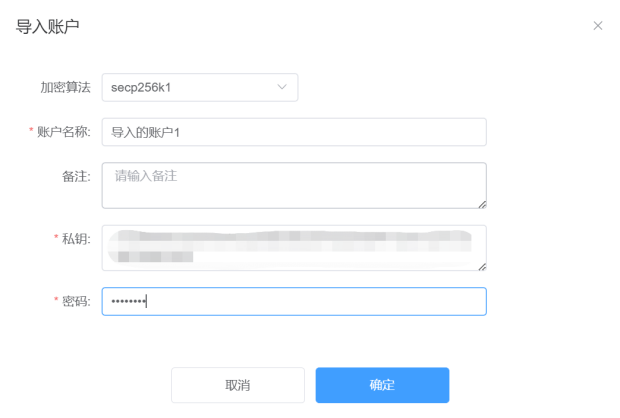 导入账户
加密算法 secp256k1
* 账户名称: 导入的账户1
备注: 请输入备注
* 私钥:
* 密码: ••••••••
取消 确定